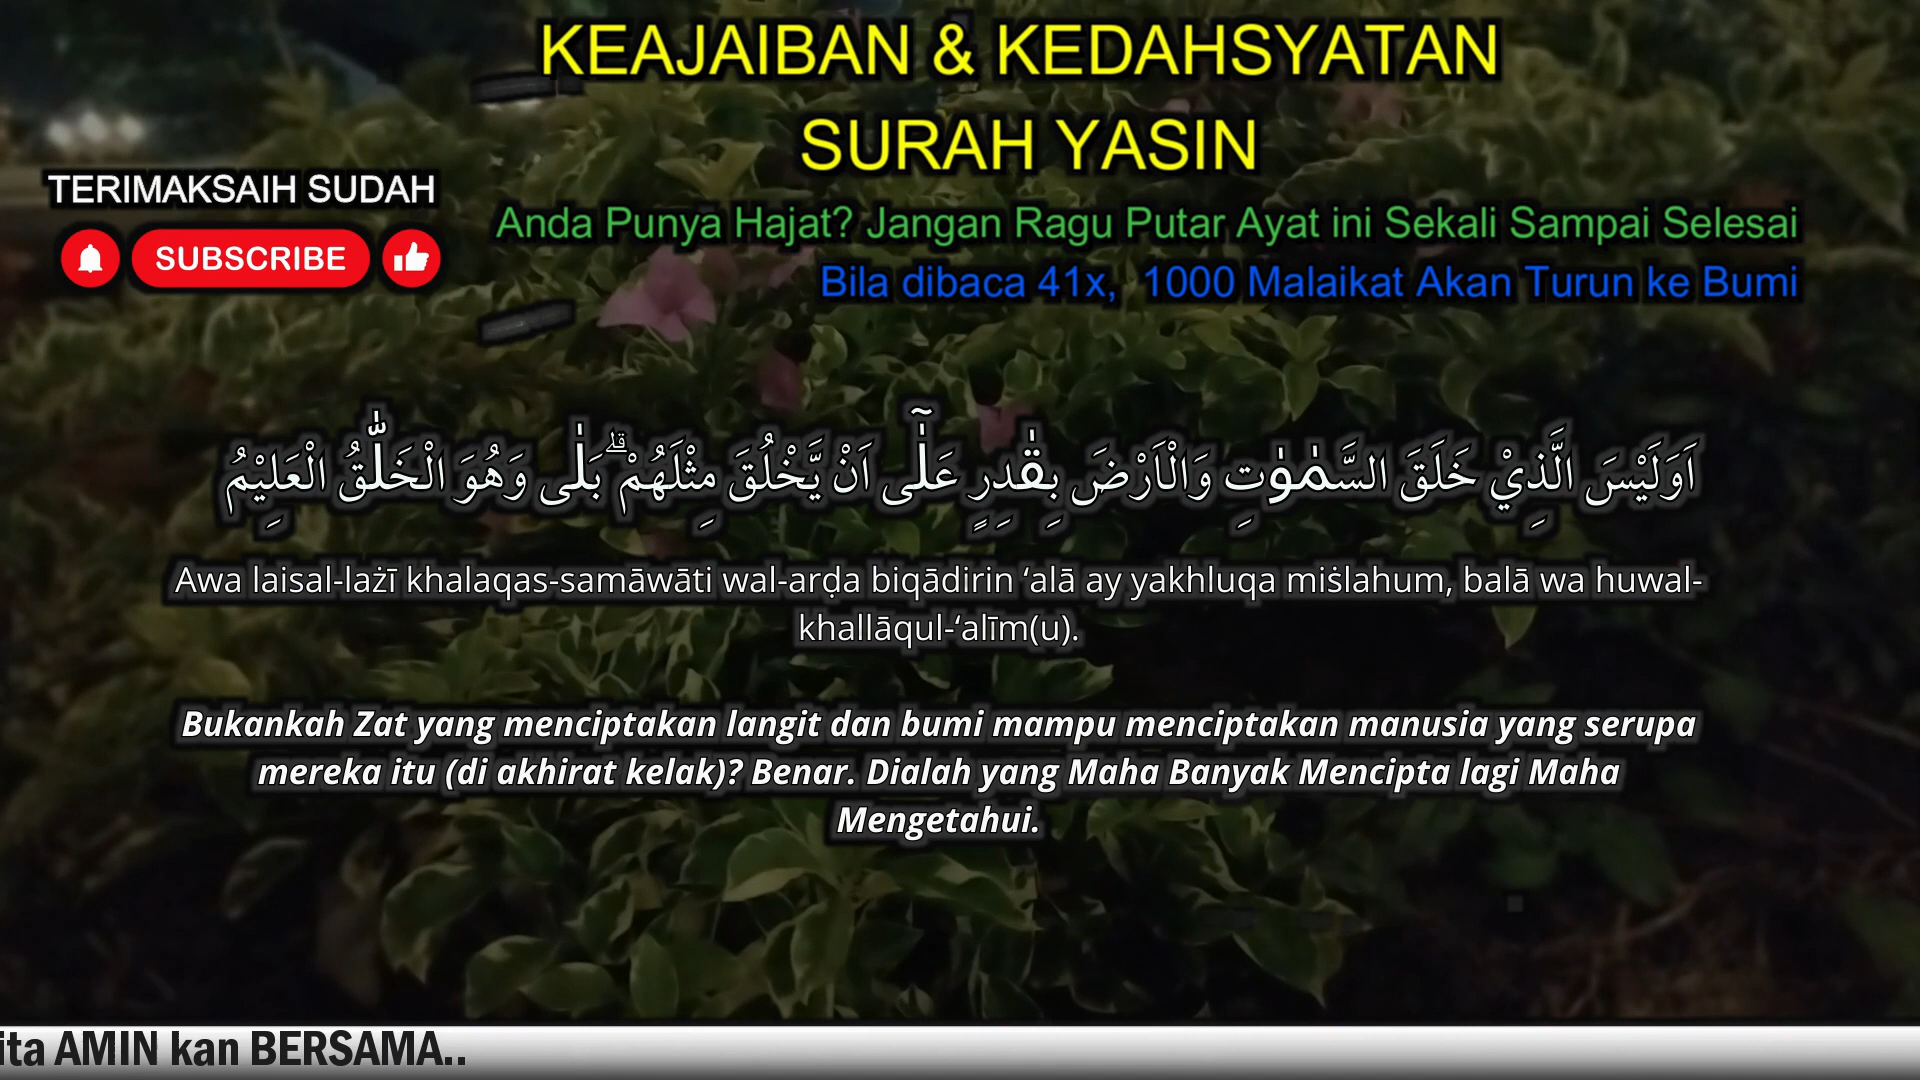 KEAJAIBAN & KEDAHSYATAN
SURAH YASIN
TERIMAKSAIH SUDAH
SUBSCRIBE
Anda Punya Hajat? Jangan Ragu Putar Ayat ini Sekali Sampai Selesai
Bila dibaca 41x, 1000 Malaikat Akan Turun ke Bumi
اَوَلَيْسَ الَّذِيْ خَلَقَ السَّمٰوٰتِ وَالْاَرْضَ بِقٰدِرٍ عَلٰٓى اَنْ يَّخْلُقَ مِثْلَهُمْ ۗبَلٰى وَهُوَ الْخَلّٰقُ الْعَلِيْمُ
Awa laisal-lażī khalaqas-samāwāti wal-arḍa biqādirin ‘alā ay yakhluqa miṡlahum, balā wa huwal-
khallāqul-‘alīm(u).
Bukankah Zat yang menciptakan langit dan bumi mampu menciptakan manusia yang serupa
mereka itu (di akhirat kelak)? Benar. Dialah yang Maha Banyak Mencipta lagi Maha
Mengetahui.
ita AMIN kan BERSAMA..